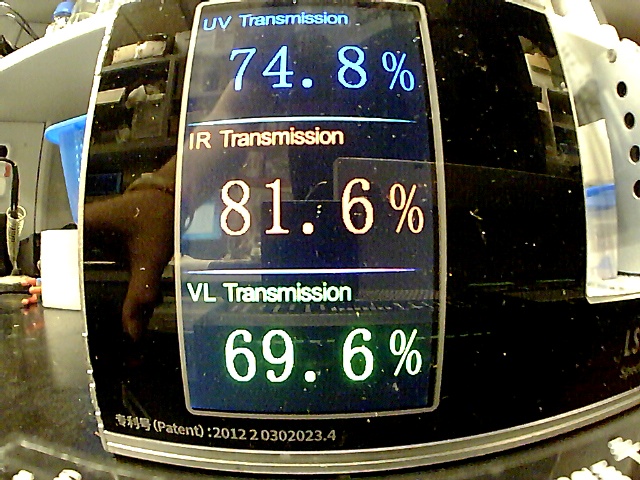 UV Transmission
74.8%
IR Transmission
81.6%
VL Transmission
69.6%
专利号(Patent):2012 2 0302023.4
LS